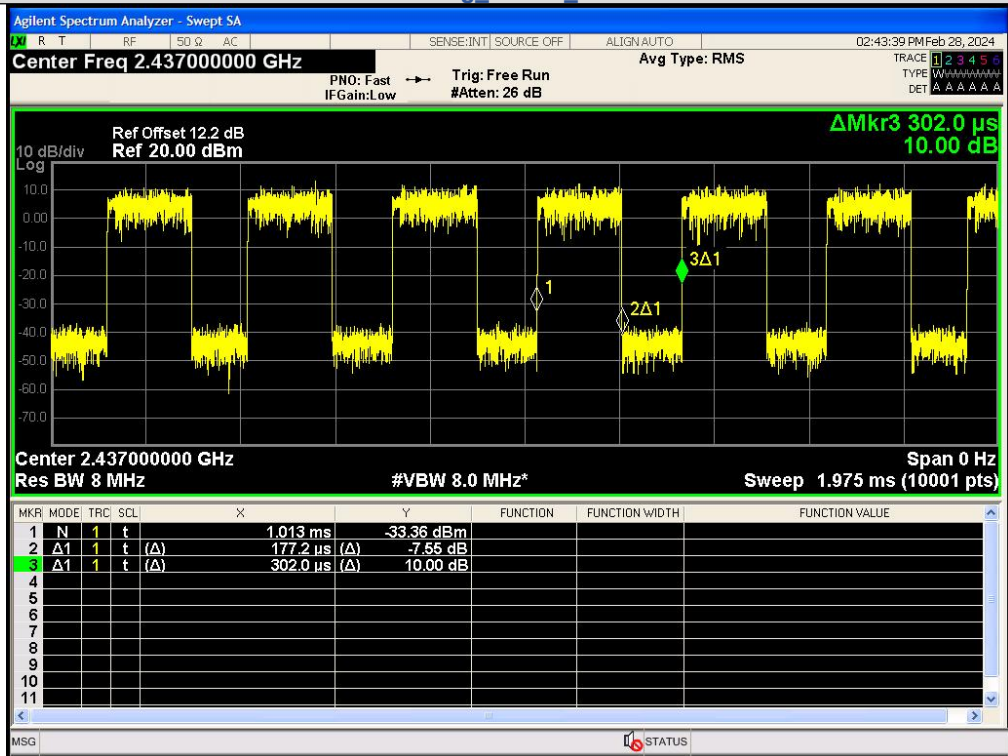 Agilent Spectrum Analyzer - Swept SA
LXI R T RF 50 Ω AC SENSE:INT SOURCE OFF ALIGN AUTO 02:43:39 PM Feb 28, 2024
Center Freq 2.437000000 GHz Avg Type: RMS TRACE 1 2 3 4 5 6
PNO: Fast Trig: Free Run TYPE W
IFGain:Low #Atten: 26 dB DET A A A A A A
ΔMkr3 302.0 µs
10.00 dB
Ref Offset 12.2 dB
10 dB/div Ref 20.00 dBm
Log
10.0
0.00
-10.0
-20.0
-30.0
-40.0
-50.0
-60.0
-70.0
1
2Δ1
3Δ1
Center 2.437000000 GHz Span 0 Hz
Res BW 8 MHz #VBW 8.0 MHz* Sweep 1.975 ms (10001 pts)
MKR MODE TRC SCL X Y FUNCTION FUNCTION WIDTH FUNCTION VALUE
1 N 1 t 1.013 ms -33.36 dBm
2 Δ1 1 t (Δ) 177.2 µs (Δ) -7.55 dB
3 Δ1 1 t (Δ) 302.0 µs (Δ) 10.00 dB
4
5
6
7
8
9
10
11
MSG STATUS